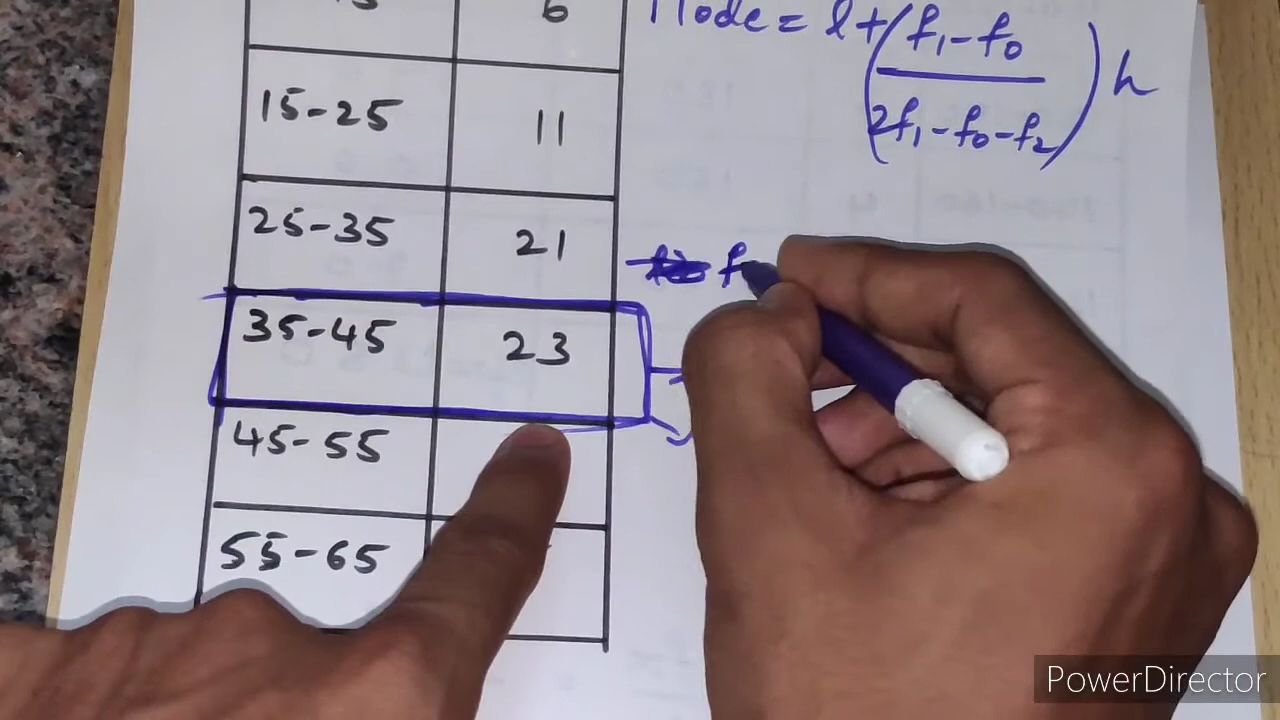 6 Mode = l + (f₁ - f₀
2f₁ - f₀ - f₂) h
15-25 11
25-35 21
f
35-45 23
45-55
55-65
PowerDirector